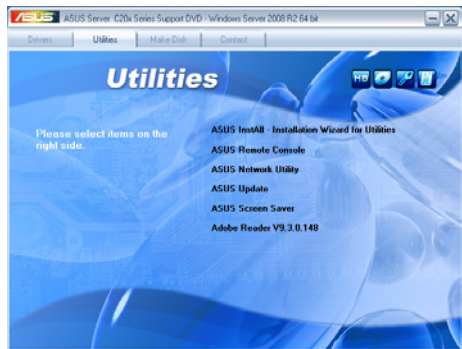 ASUS ASUS Server C20x Series Support DVD - Windows Server 2008 R2 64 bit
Drivers Utilities Make Disk Contact
Utilities
Please select items on the
right side.
ASUS InstAll - Installation Wizard for Utilities
ASUS Remote Console
ASUS Network Utility
ASUS Update
ASUS Screen Saver
Adobe Reader V9.3.0.148